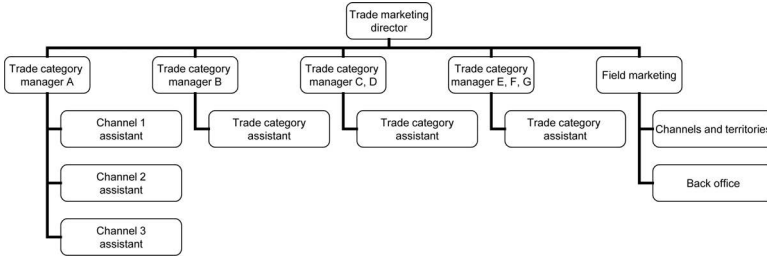 Trade marketing
director
Trade category
manager A
Trade category
manager B
Trade category
manager C, D
Trade category
manager E, F, G
Field marketing
Channel 1
assistant
Trade category
assistant
Trade category
assistant
Trade category
assistant
Channels and territories
Channel 2
assistant
Back office
Channel 3
assistant